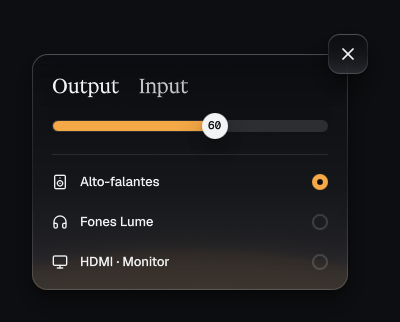 Output Input
60
Alto-falantes
Fones Lume
HDMI · Monitor